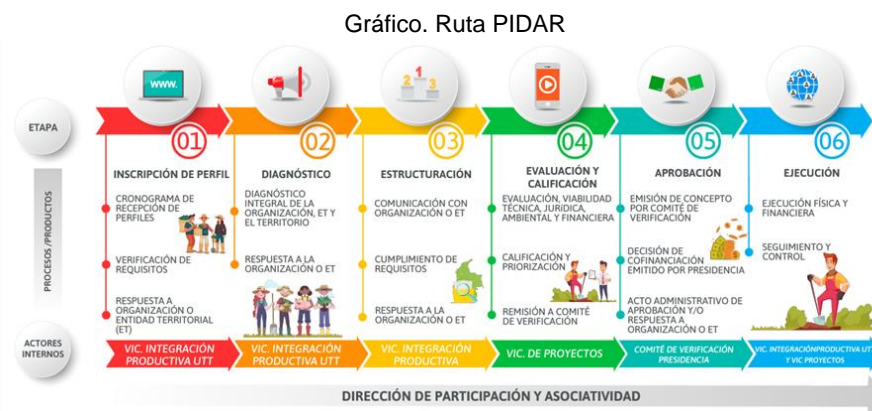 Gráfico. Ruta PIDAR
www.
2 1 3
ETAPA
01
02
03
04
05
06
INSCRIPCIÓN DE PERFIL
CRONOGRAMA DE
RECEPCIÓN DE
PERFILES
VERIFICACIÓN DE
REQUISITOS
RESPUESTA A
ORGANIZACIÓN O
ENTIDAD TERRITORIAL
(ET)
DIAGNÓSTICO
DIAGNÓSTICO
INTEGRAL DE LA
ORGANIZACIÓN, ET Y
EL TERRITORIO
RESPUESTA A LA
ORGANIZACIÓN O ET
ESTRUCTURACIÓN
COMUNICACIÓN CON
ORGANIZACIÓN O ET
CUMPLIMIENTO DE
REQUISITOS
RESPUESTA A LA
ORGANIZACIÓN O ET
EVALUACIÓN Y
CALIFICACIÓN
EVALUACIÓN, VIABILIDAD
TÉCNICA, JURÍDICA,
AMBIENTAL Y FINANCIERA
CALIFICACIÓN Y
PRIORIZACIÓN
REMISIÓN A COMITÉ
DE VERIFICACIÓN
APROBACIÓN
EMISIÓN DE CONCEPTO
POR COMITÉ DE
VERIFICACIÓN
DECISIÓN DE
COFINANCIACIÓN
EMITIDO POR PRESIDENCIA
ACTO ADMINISTRATIVO DE
APROBACIÓN Y/O
RESPUESTA A
ORGANIZACIÓN O ET
EJECUCIÓN
EJECUCIÓN FÍSICA Y
FINANCIERA
SEGUIMIENTO Y
CONTROL
PROCESOS /PRODUCTOS
ACTORES
INTERNOS
VIC. INTEGRACIÓN
PRODUCTIVA UTT
VIC. INTEGRACIÓN
PRODUCTIVA UTT
VIC. INTEGRACIÓN
PRODUCTIVA
VIC. DE PROYECTOS
COMITÉ DE VERIFICACIÓN
PRESIDENCIA
VIC. INTEGRACIÓNPRODUCTIVA UTT
Y VIC PROYECTOS
DIRECCIÓN DE PARTICIPACIÓN Y ASOCIATIVIDAD